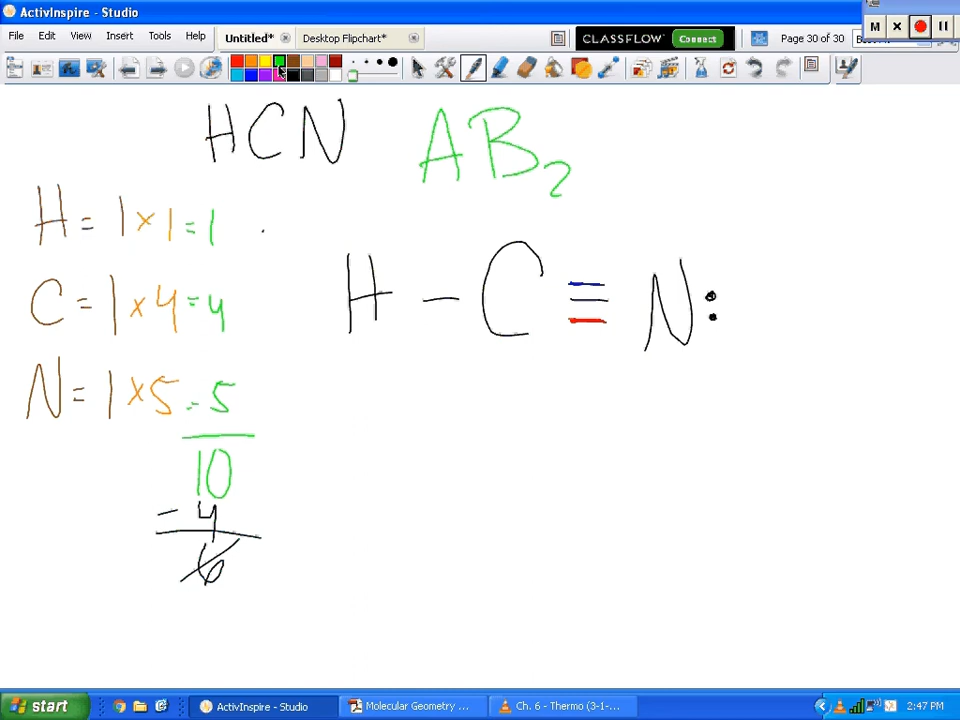 ActivInspire - Studio
M
File Edit View Insert Tools Help
Untitled* Desktop Flipchart*
CLASSFLOW Connect
Page 30 of 30
HCN AB2
H = 1 × 1 = 1
H - C ≡ N:
C = 1 × 4 = 4
N = 1 × 5 = 5
10
- 4
6
start ActivInspire - Studio Molecular Geometry ... Ch. 6 - Thermo (3-1-... 2:47 PM